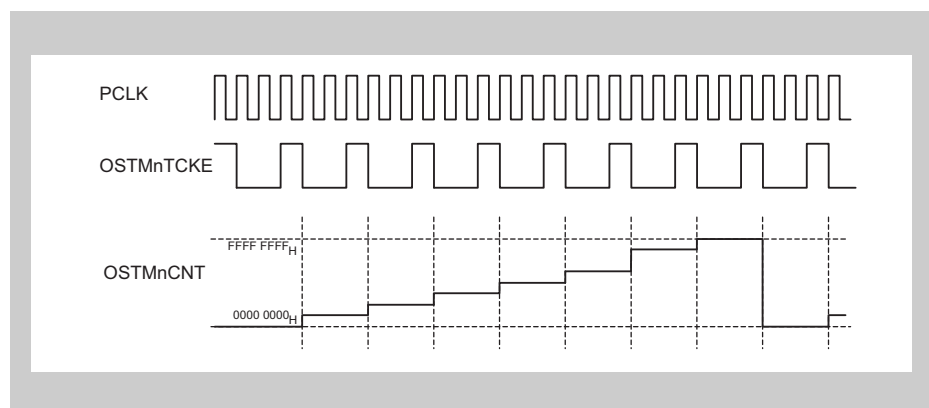 PCLK
OSTMnTCKE
FFFF FFFFH
OSTMnCNT
0000 0000H